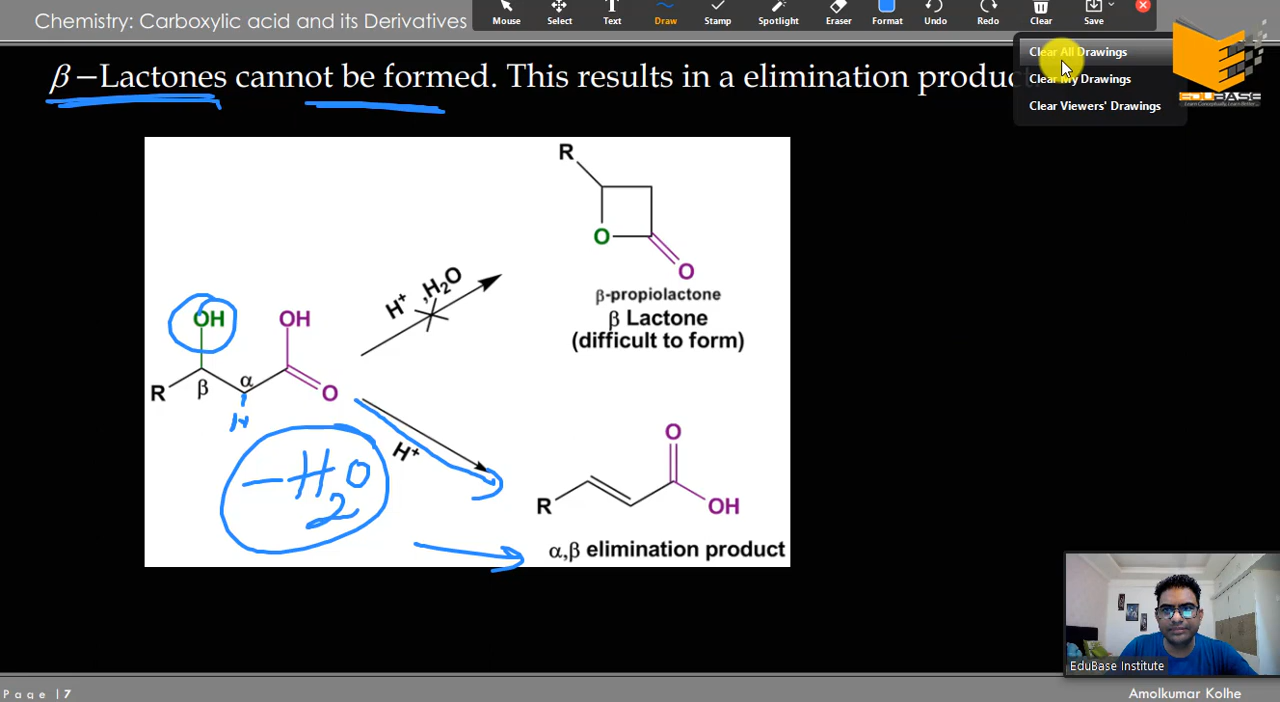 Chemistry: Carboxylic acid and its Derivatives
Mouse Select Text Draw Stamp Spotlight Eraser Format Undo Redo Clear Save
Clear All Drawings
Clear My Drawings
Clear Viewers' Drawings
EDUBASE
β –Lactones cannot be formed. This results in a elimination product
R
O
O
H⁺ ,H₂O
β-propiolactone
β Lactone
(difficult to form)
OH OH
R β α O
H
H⁺
–H₂O
O
R OH
α,β elimination product
EduBase Institute
Page | 7
Amolkumar Kolhe